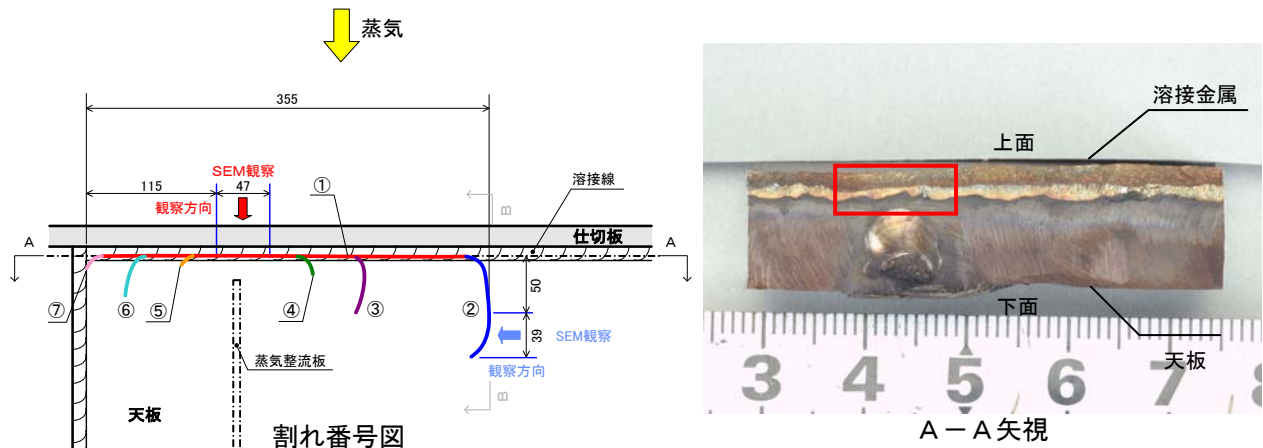 蒸気
355
SEM観察
115
47
①
観察方向
溶接線
B
仕切板
A
A
⑦
⑥
⑤
④
③
②
50
39
SEM観察
観察方向
蒸気整流板
B
天板
割れ番号図
溶接金属
上面
下面
天板
3
4
5
6
7
8
A－A矢視